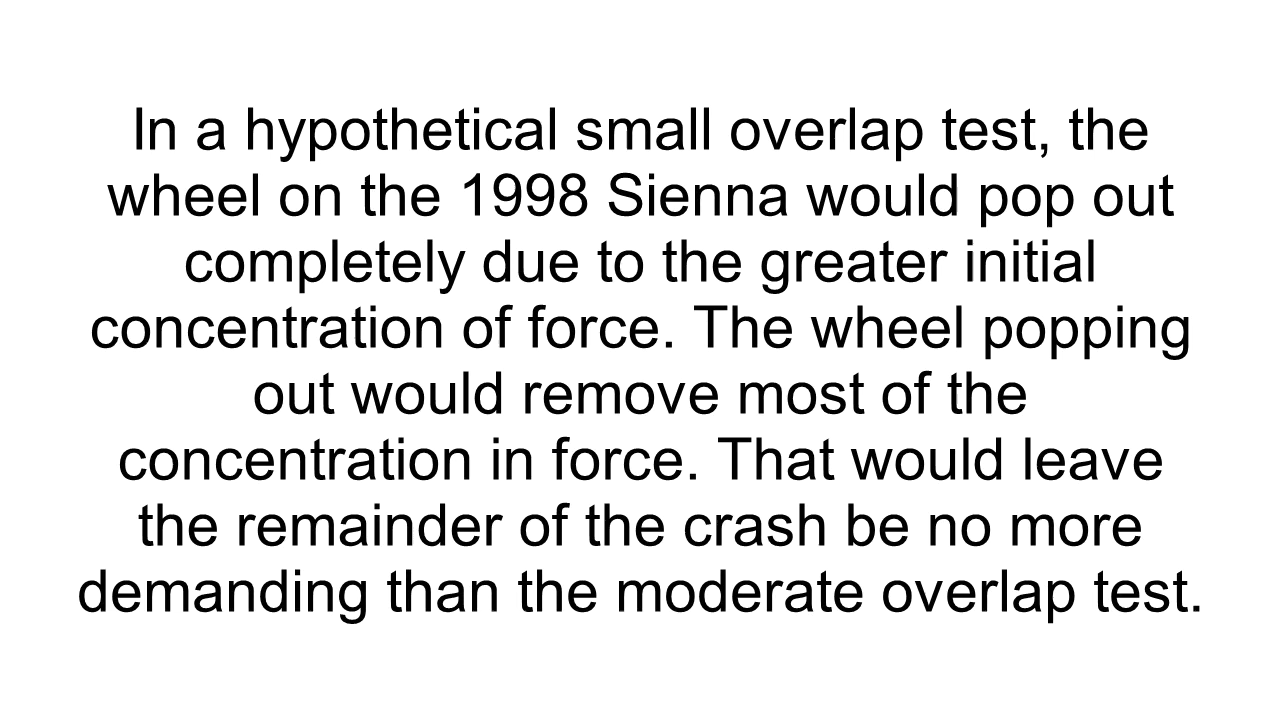 In a hypothetical small overlap test, the
wheel on the 1998 Sienna would pop out
completely due to the greater initial
concentration of force. The wheel popping
out would remove most of the
concentration in force. That would leave
the remainder of the crash be no more
demanding than the moderate overlap test.